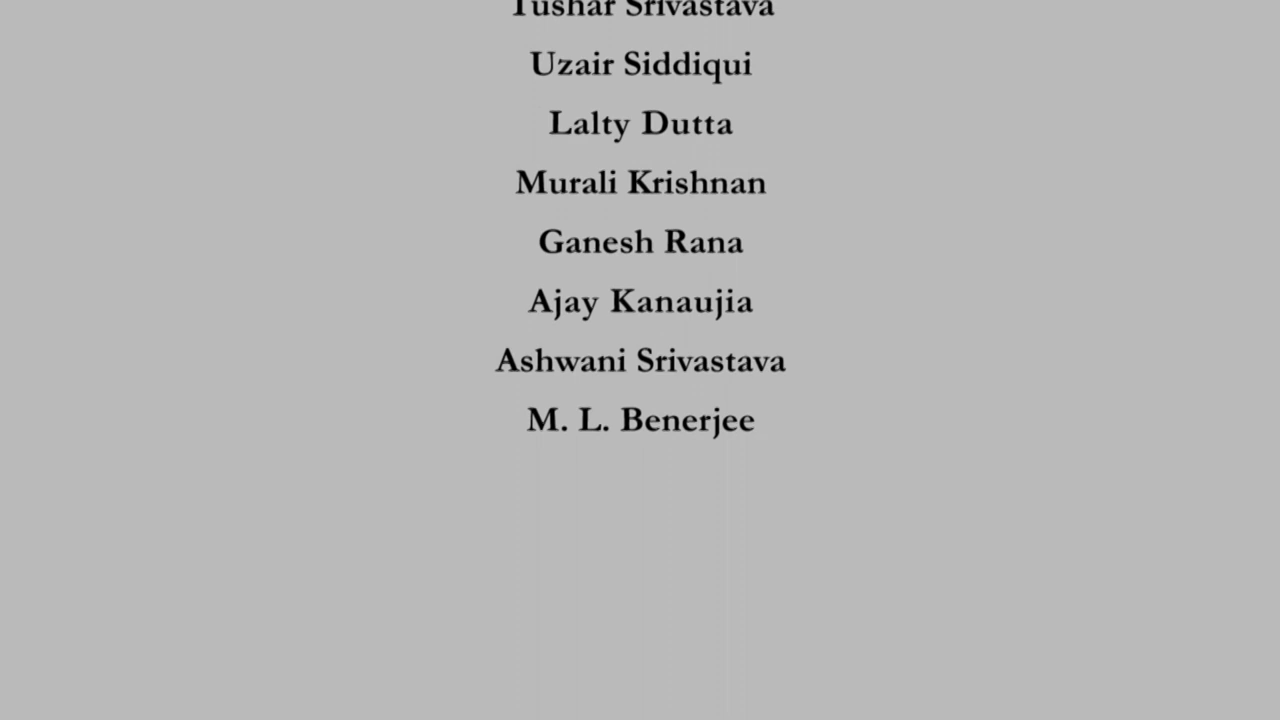 Tushar Srivastava
Uzair Siddiqui
Lalty Dutta
Murali Krishnan
Ganesh Rana
Ajay Kanaujia
Ashwani Srivastava
M. L. Benerjee